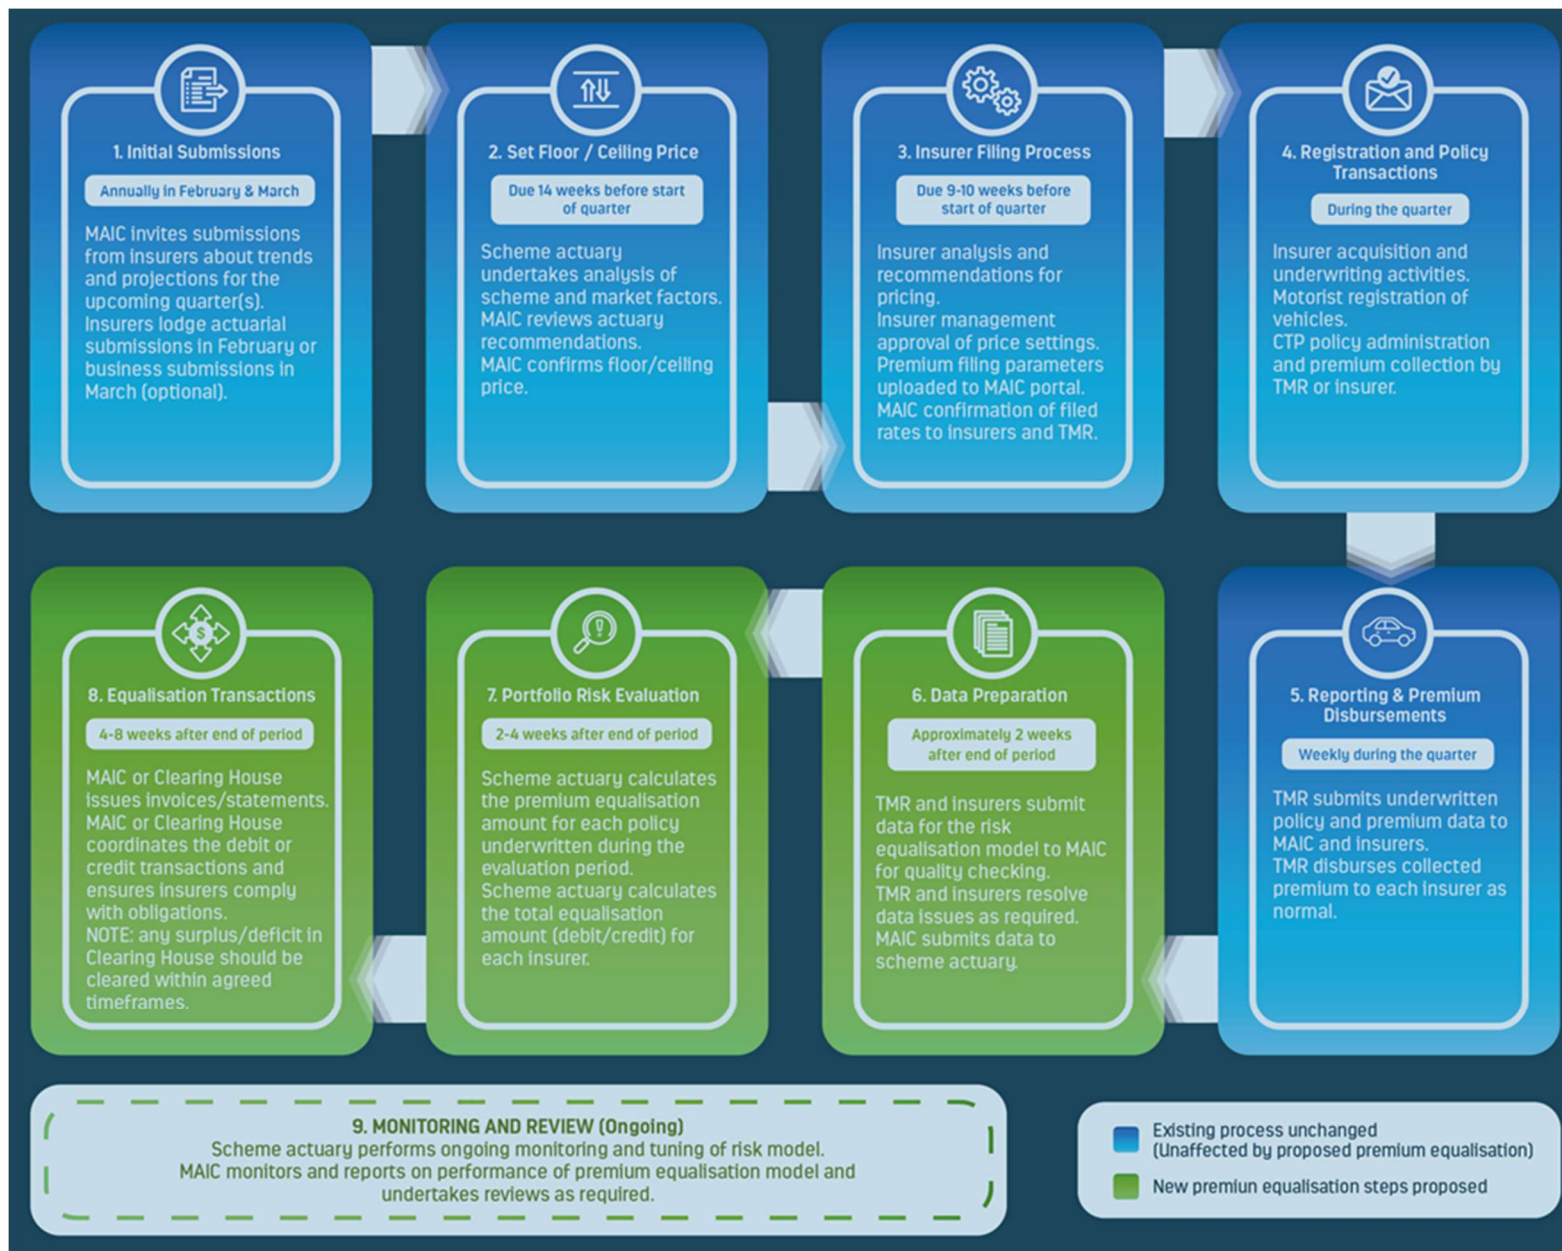 1. Initial Submissions
Annually in February & March
MAIC invites submissions
from insurers about trends
and projections for the
upcoming quarter(s).
Insurers lodge actuarial
submissions in February or
business submissions in
March (optional).
2. Set Floor / Ceiling Price
Due 14 weeks before start
of quarter
Scheme actuary
undertakes analysis of
scheme and market factors.
MAIC reviews actuary
recommendations.
MAIC confirms floor/ceiling
price.
3. Insurer Filing Process
Due 9-10 weeks before
start of quarter
Insurer analysis and
recommendations for
pricing.
Insurer management
approval of price settings.
Premium filing parameters
uploaded to MAIC portal.
MAIC confirmation of filed
rates to insurers and TMR.
4. Registration and Policy
Transactions
During the quarter
Insurer acquisition and
underwriting activities.
Motorist registration of
vehicles.
CTP policy administration
and premium collection by
TMR or insurer.
5. Reporting & Premium
Disbursements
Weekly during the quarter
TMR submits underwritten
policy and premium data to
MAIC and insurers.
TMR disburses collected
premium to each insurer as
normal.
6. Data Preparation
Approximately 2 weeks
after end of period
TMR and insurers submit
data for the risk
equalisation model to MAIC
for quality checking.
TMR and insurers resolve
data issues as required.
MAIC submits data to
scheme actuary.
7. Portfolio Risk Evaluation
2-4 weeks after end of period
Scheme actuary calculates
the premium equalisation
amount for each policy
underwritten during the
evaluation period.
Scheme actuary calculates
the total equalisation
amount (debit/credit) for
each insurer.
8. Equalisation Transactions
4-8 weeks after end of period
MAIC or Clearing House
issues invoices/statements.
MAIC or Clearing House
coordinates the debit or
credit transactions and
ensures insurers comply
with obligations.
NOTE: any surplus/deficit in
Clearing House should be
cleared within agreed
timeframes.
9. MONITORING AND REVIEW (Ongoing)
Scheme actuary performs ongoing monitoring and tuning of risk model.
MAIC monitors and reports on performance of premium equalisation model and
undertakes reviews as required.
Existing process unchanged
(Unaffected by proposed premium equalisation)
New premiun equalisation steps proposed